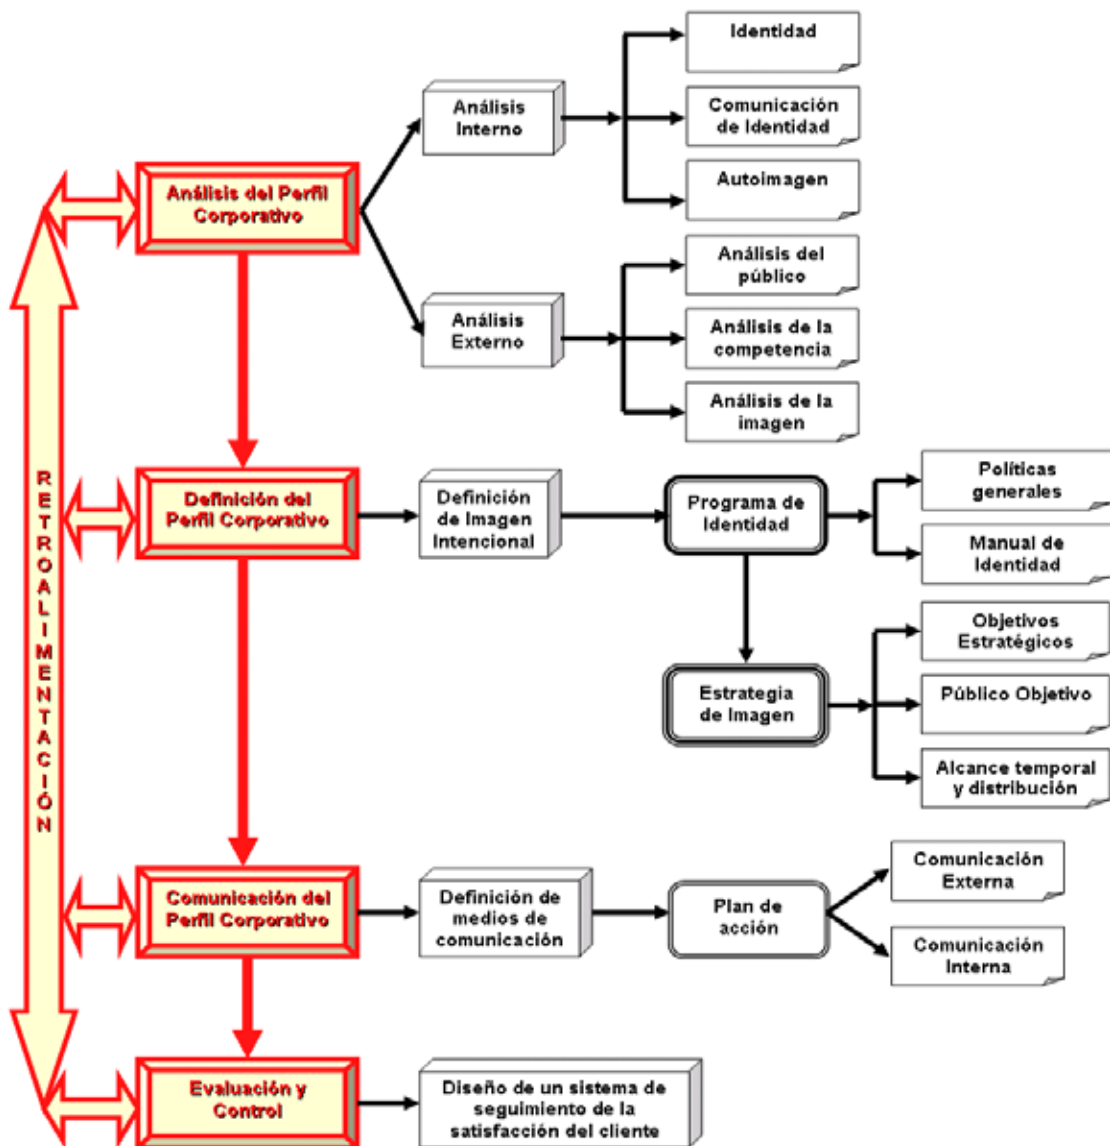 Identidad
Análisis
Interno
Comunicación
de Identidad
Análisis del Perfil
Corporativo
Autoimagen
Análisis del
público
Análisis
Externo
Análisis de la
competencia
Análisis de la
imagen
RETROALIMENTACIÓN
Definición del
Perfil Corporativo
Definición
de Imagen
Intencional
Programa de
Identidad
Políticas
generales
Manual de
Identidad
Estrategia
de Imagen
Objetivos
Estratégicos
Público Objetivo
Alcance temporal
y distribución
Comunicación del
Perfil Corporativo
Definición de
medios de
comunicación
Plan de
acción
Comunicación
Externa
Comunicación
Interna
Evaluación y
Control
Diseño de un sistema de
seguimiento de la
satisfacción del cliente